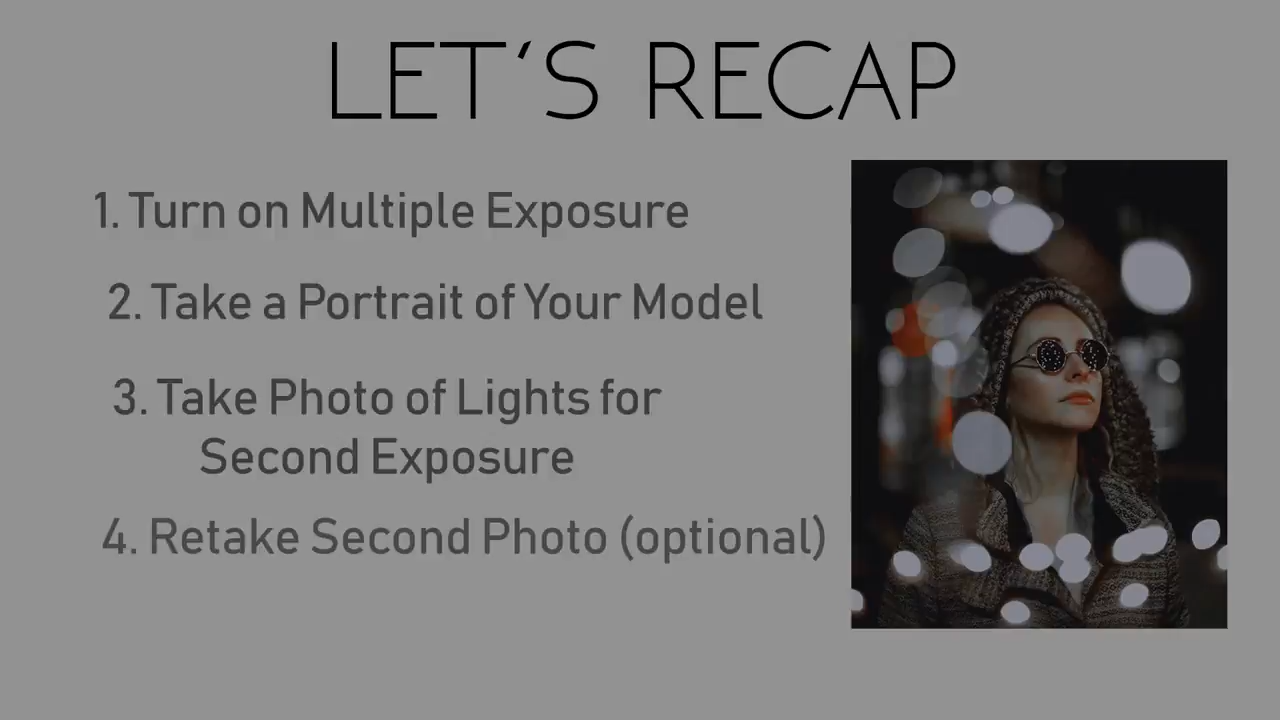 LET'S RECAP
1. Turn on Multiple Exposure
2. Take a Portrait of Your Model
3. Take Photo of Lights for
Second Exposure
4. Retake Second Photo (optional)